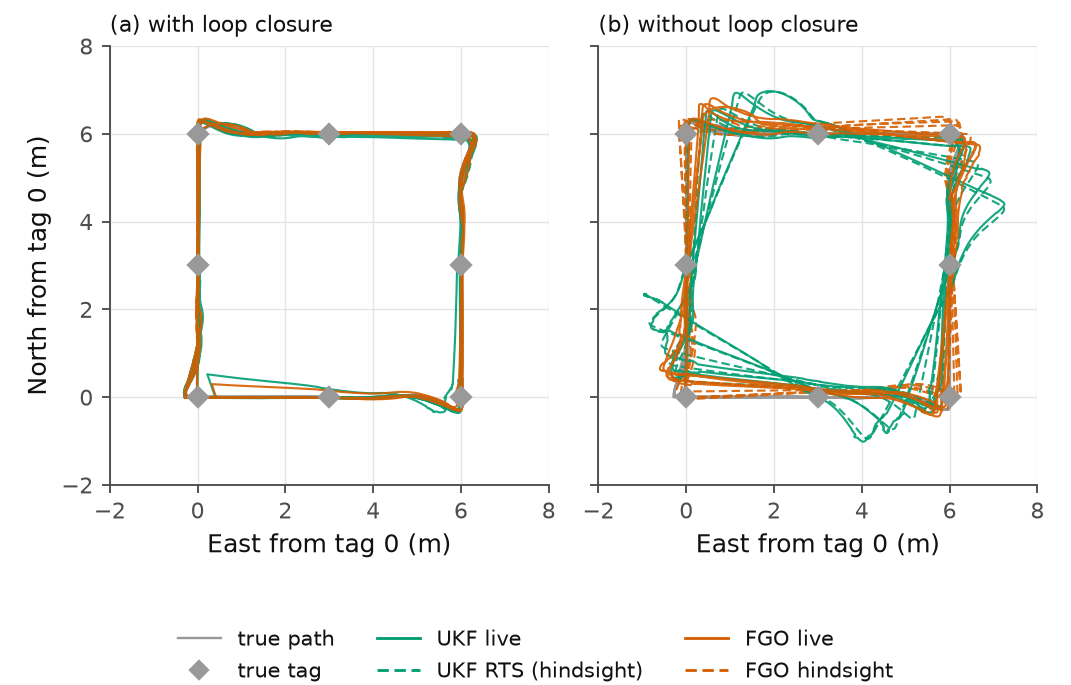 (a) with loop closure
(b) without loop closure
North from tag 0 (m)
8
6
4
2
0
−2
−2 0 2 4 6 8
−2 0 2 4 6 8
East from tag 0 (m)
East from tag 0 (m)
true path
UKF live
FGO live
true tag
UKF RTS (hindsight)
FGO hindsight